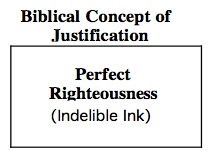 Biblical Concept of
Justification
Perfect
Righteousness
(Indelible Ink)